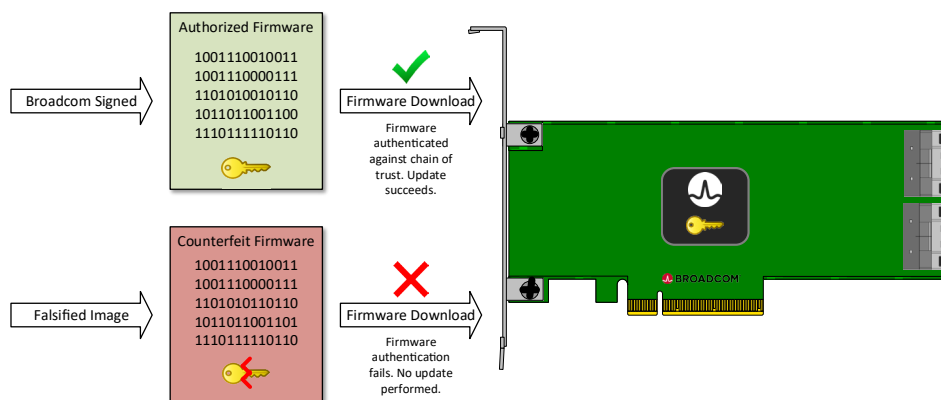 Authorized Firmware
1001110010011
1001110000111
1101010010110
1011011001100
1110111110110
Broadcom Signed
Firmware Download
Firmware
authenticated
against chain of
trust. Update
succeeds.
Counterfeit Firmware
1001110010011
1001110000111
1101010110110
1011011001101
1110111110110
Falsified Image
Firmware Download
Firmware
authentication
fails. No update
performed.
BROADCOM